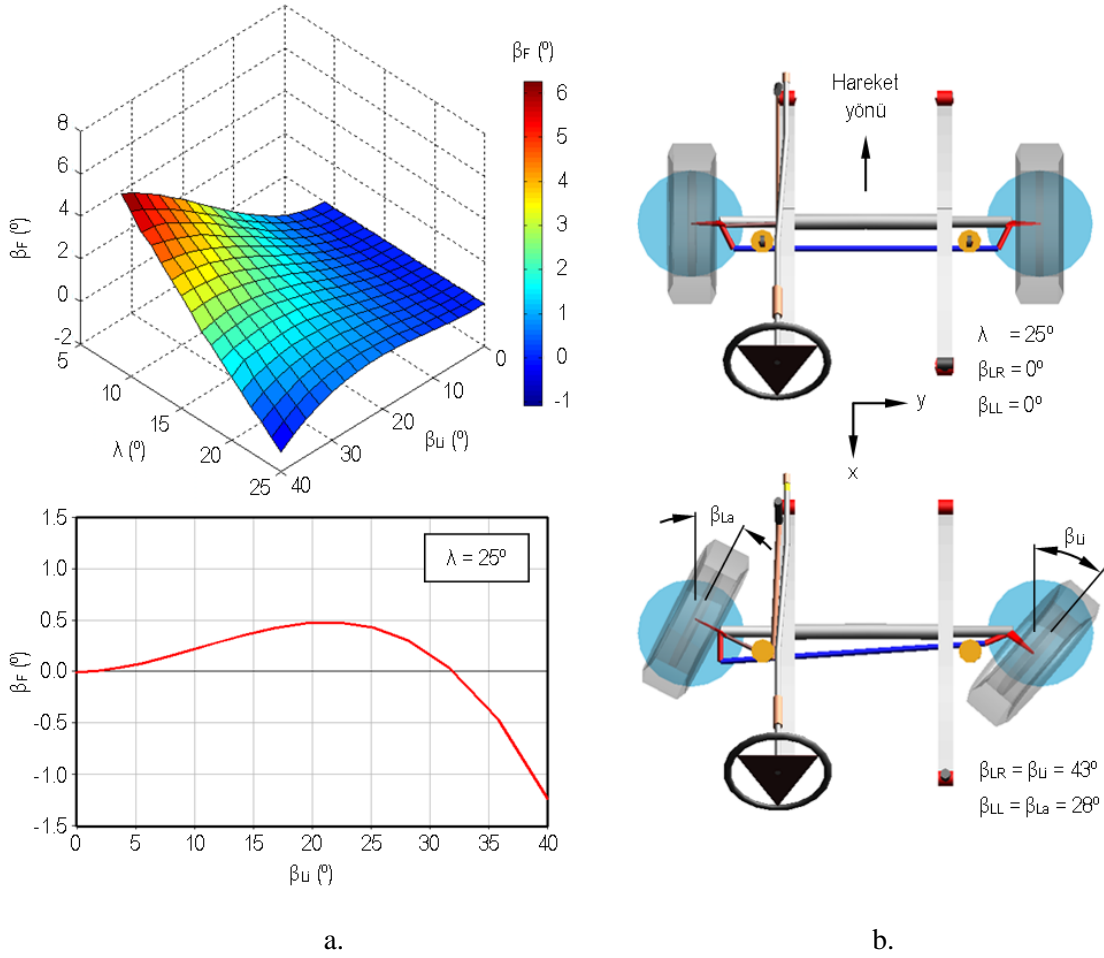 βF (º)
6
5
4
3
2
1
0
-1
8
6
4
2
0
-2
βF (º)
5
10
15
20
25
λ (º)
0
10
20
30
40
βLi (º)
1.5
1.0
0.5
0.0
-0.5
-1.0
-1.5
βF (º)
λ = 25º
0
5
10
15
20
25
30
35
40
βLi (º)
a.
Hareket
yönü
λ = 25º
βLR = 0º
βLL = 0º
y
x
βLa
βLi
βLR = βLi = 43º
βLL = βLa = 28º
b.